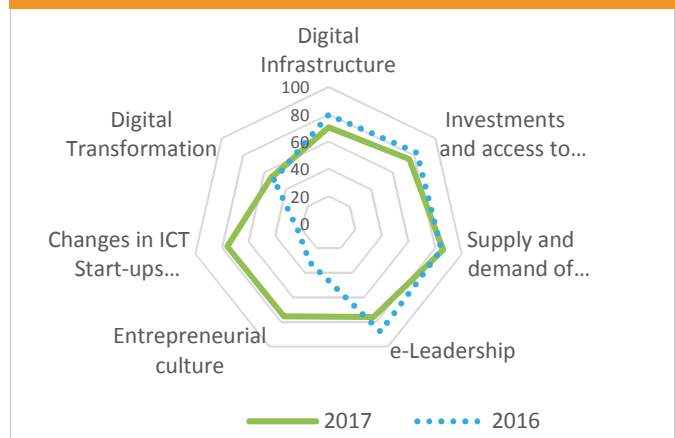 Digital
Infrastructure
100
80
60
40
20
0
Investments
and access to...
Supply and
demand of...
e-Leadership
Entrepreneurial
culture
Changes in ICT
Start-ups...
Digital
Transformation
2017
2016